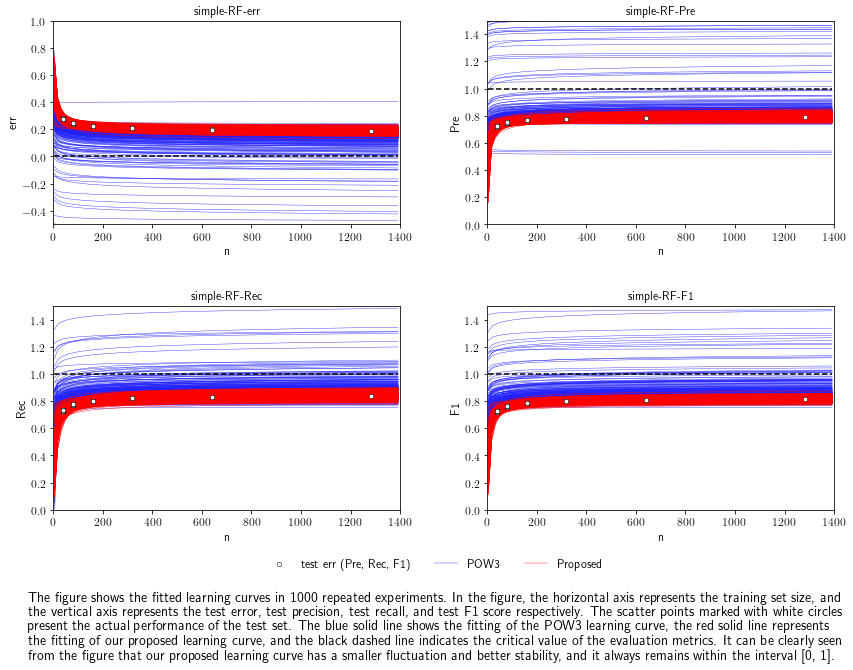 simple-RF-err
simple-RF-Pre
1.0
0.8
0.6
0.4
0.2
0.0
−0.2
−0.4
err
0 200 400 600 800 1000 1200 1400
n
1.4
1.2
1.0
0.8
0.6
0.4
0.2
0.0
Pre
0 200 400 600 800 1000 1200 1400
n
simple-RF-Rec
simple-RF-F1
1.4
1.2
1.0
0.8
0.6
0.4
0.2
0.0
Rec
0 200 400 600 800 1000 1200 1400
n
1.4
1.2
1.0
0.8
0.6
0.4
0.2
0.0
F1
0 200 400 600 800 1000 1200 1400
n
test err (Pre, Rec, F1) POW3 Proposed
The figure shows the fitted learning curves in 1000 repeated experiments. In the figure, the horizontal axis represents the training set size, and
the vertical axis represents the test error, test precision, test recall, and test F1 score respectively. The scatter points marked with white circles
present the actual performance of the test set. The blue solid line shows the fitting of the POW3 learning curve, the red solid line represents
the fitting of our proposed learning curve, and the black dashed line indicates the critical value of the evaluation metrics. It can be clearly seen
from the figure that our proposed learning curve has a smaller fluctuation and better stability, and it always remains within the interval [0, 1].